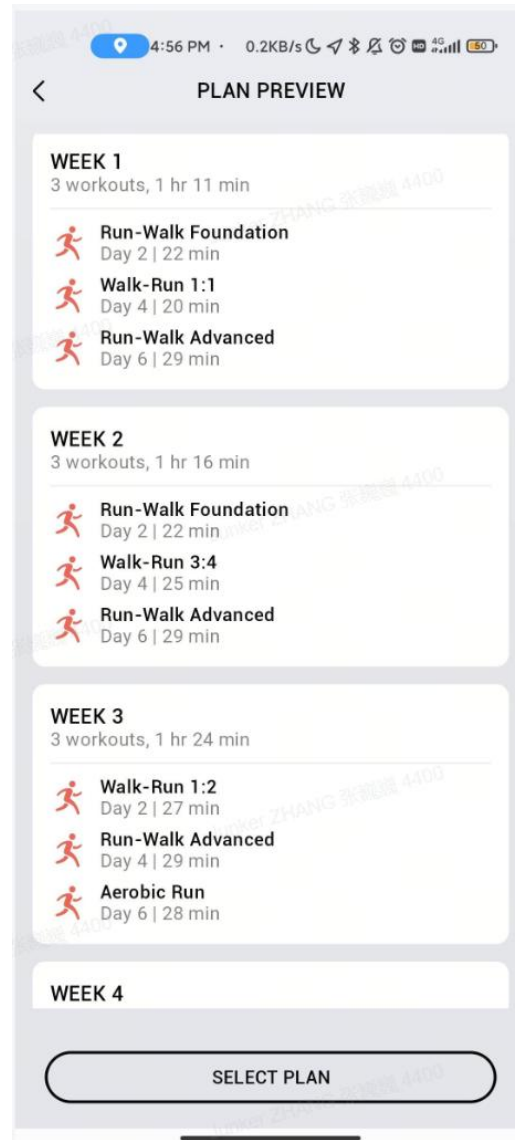 4:56 PM · 0.2KB/s HD 4G 50
PLAN PREVIEW
WEEK 1
3 workouts, 1 hr 11 min
Run-Walk Foundation
Day 2 | 22 min
Walk-Run 1:1
Day 4 | 20 min
Run-Walk Advanced
Day 6 | 29 min
WEEK 2
3 workouts, 1 hr 16 min
Run-Walk Foundation
Day 2 | 22 min
Walk-Run 3:4
Day 4 | 25 min
Run-Walk Advanced
Day 6 | 29 min
WEEK 3
3 workouts, 1 hr 24 min
Walk-Run 1:2
Day 2 | 27 min
Run-Walk Advanced
Day 4 | 29 min
Aerobic Run
Day 6 | 28 min
WEEK 4
SELECT PLAN